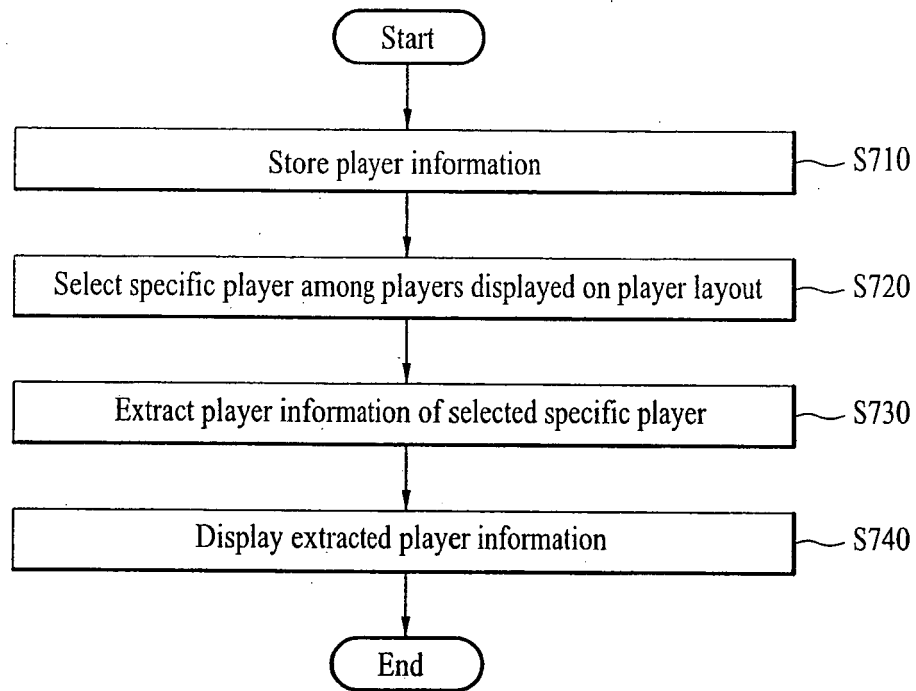 Start
Store player information
S710
Select specific player among players displayed on player layout
S720
Extract player information of selected specific player
S730
Display extracted player information
S740
End